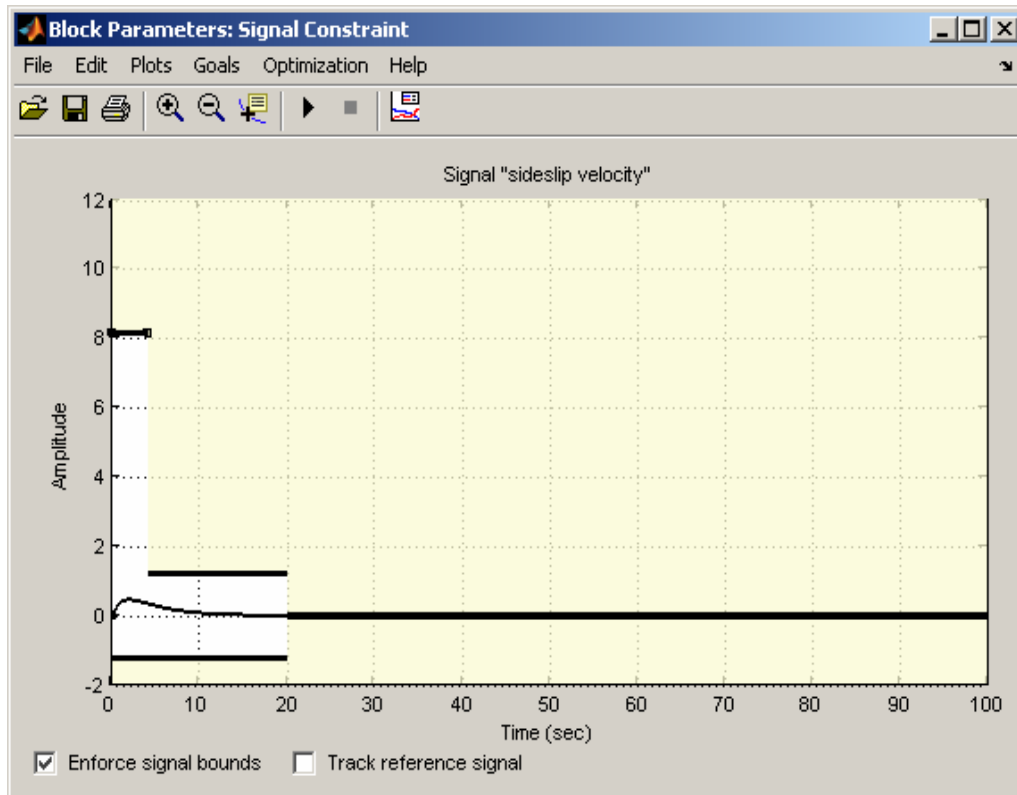 Block Parameters: Signal Constraint
File Edit Plots Goals Optimization Help
Signal "sideslip velocity"
12
10
8
6
4
2
0
-2
Amplitude
0 10 20 30 40 50 60 70 80 90 100
Time (sec)
Enforce signal bounds Track reference signal